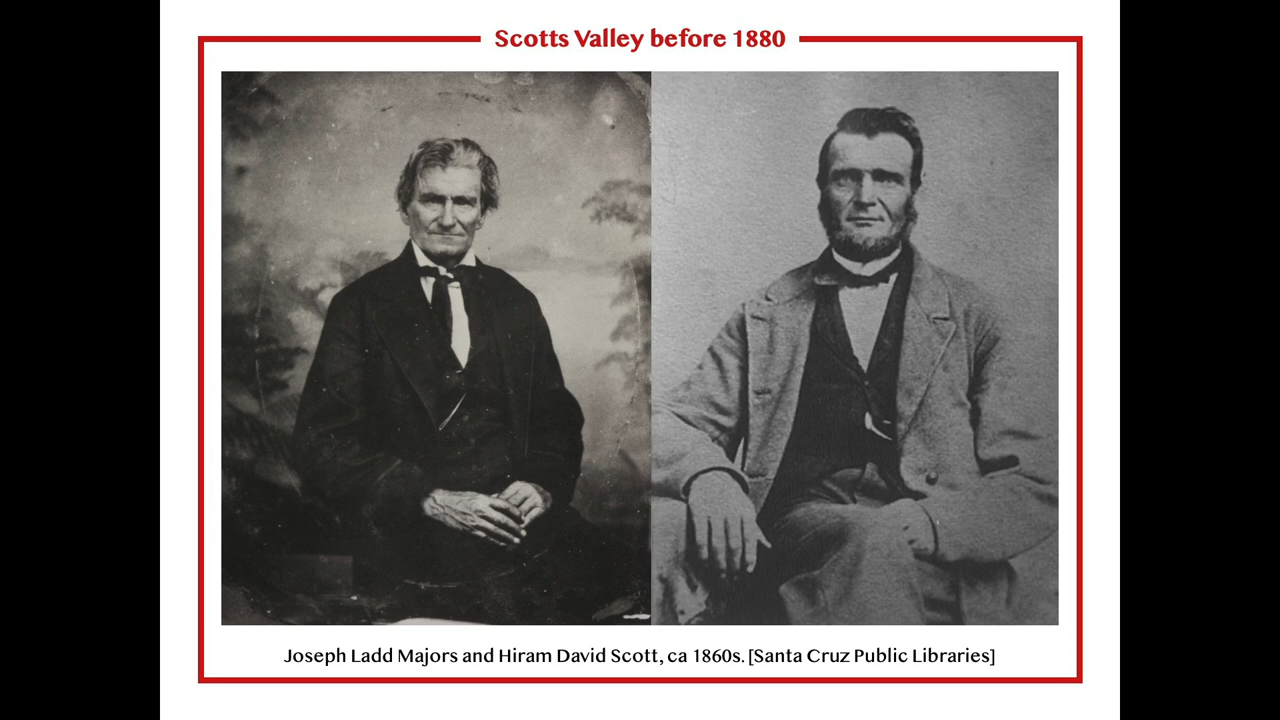 Scotts Valley before 1880
Joseph Ladd Majors and Hiram David Scott, ca 1860s. [Santa Cruz Public Libraries]